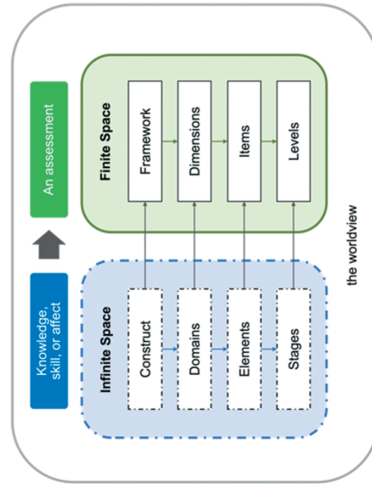 Knowledge,
skill, or affect
An assessment
Infinite Space
Finite Space
Construct
Framework
Domains
Dimensions
Elements
Items
Stages
Levels
the worldview